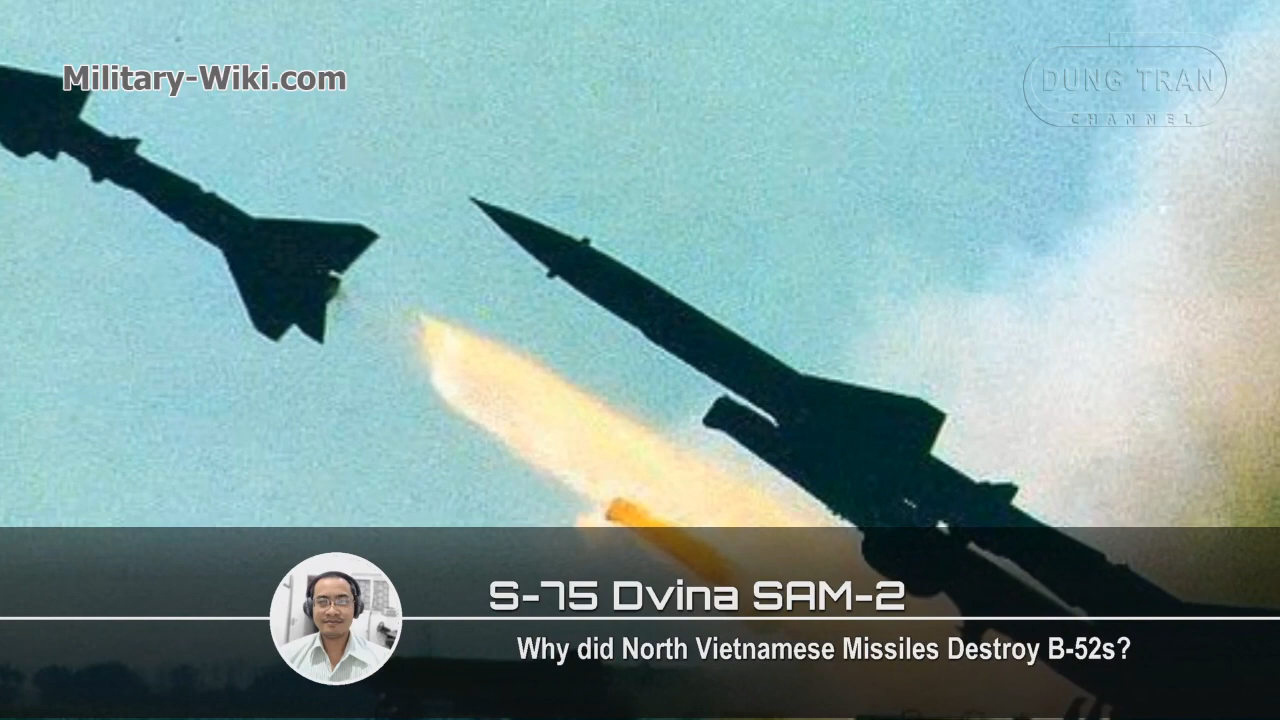 Military-Wiki.com
DUNG TRAN
CHANNEL
S-75 Dvina SAM-2
Why did North Vietnamese Missiles Destroy B-52s?